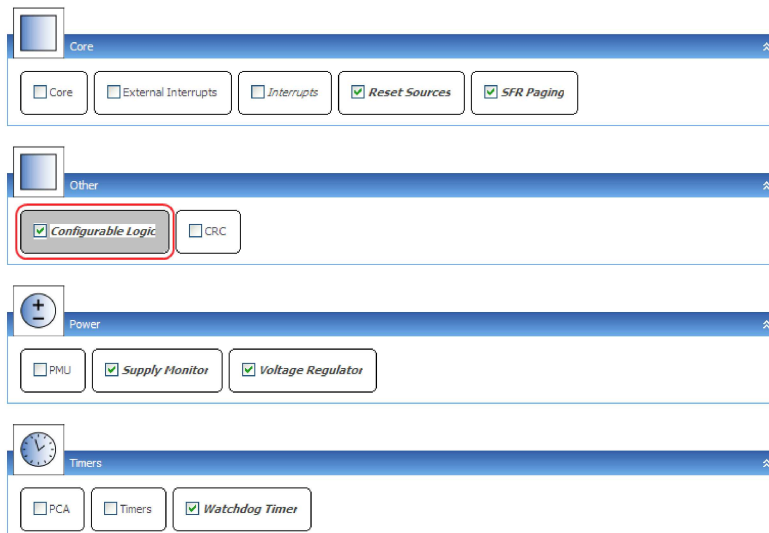 Core
Core External Interrupts Interrupts Reset Sources SFR Paging
Other
Configurable Logic CRC
Power
PMU Supply Monitor Voltage Regulator
Timers
PCA Timers Watchdog Timer